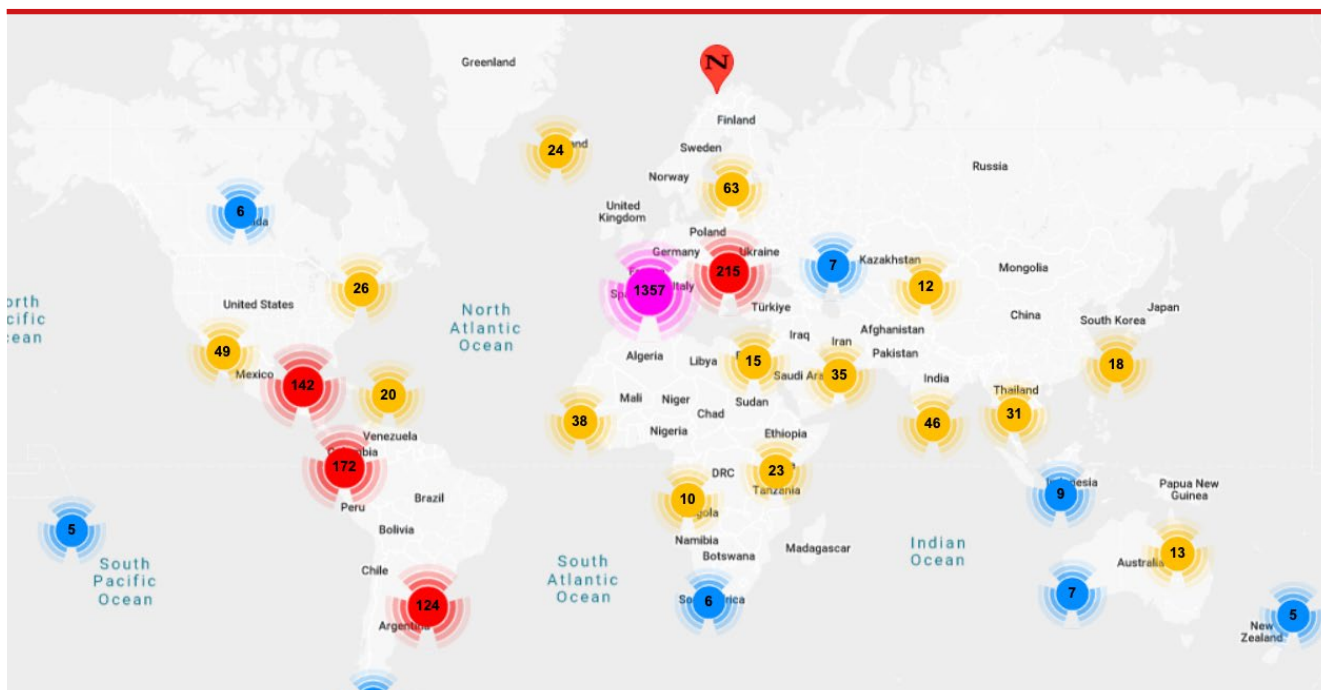 Greenland
N
Finland
24
Sweden
Russia
Norway
63
6
United
Kingdom
Poland
Germany
Ukraine
215
7
Kazakhstan
Mongolia
26
1357
Italy
12
United States
North
Atlantic
Ocean
Türkiye
Japan
China
South Korea
49
Iraq
Iran
Afghanistan
Pakistan
Algeria
Libya
15
Saudi
35
18
Mexico
142
India
Thailand
20
Mali
Niger
Chad
Sudan
31
38
46
Venezuela
Nigeria
Ethiopia
172
DRC
23
Tanzania
Brazil
Peru
10
9
Papua New
Guinea
5
Bolivia
Namibia
Botswana
Madagascar
Indian
Ocean
13
Australia
South
Pacific
Ocean
Chile
South
Atlantic
Ocean
124
6
7
5
New
Zealand